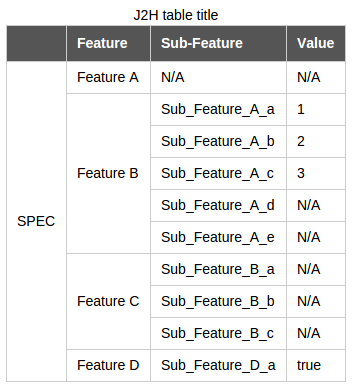 J2H table title
Feature Sub-Feature Value
SPEC
Feature A N/A N/A
Feature B
Sub_Feature_A_a 1
Sub_Feature_A_b 2
Sub_Feature_A_c 3
Sub_Feature_A_d N/A
Sub_Feature_A_e N/A
Feature C
Sub_Feature_B_a N/A
Sub_Feature_B_b N/A
Sub_Feature_B_c N/A
Feature D Sub_Feature_D_a true